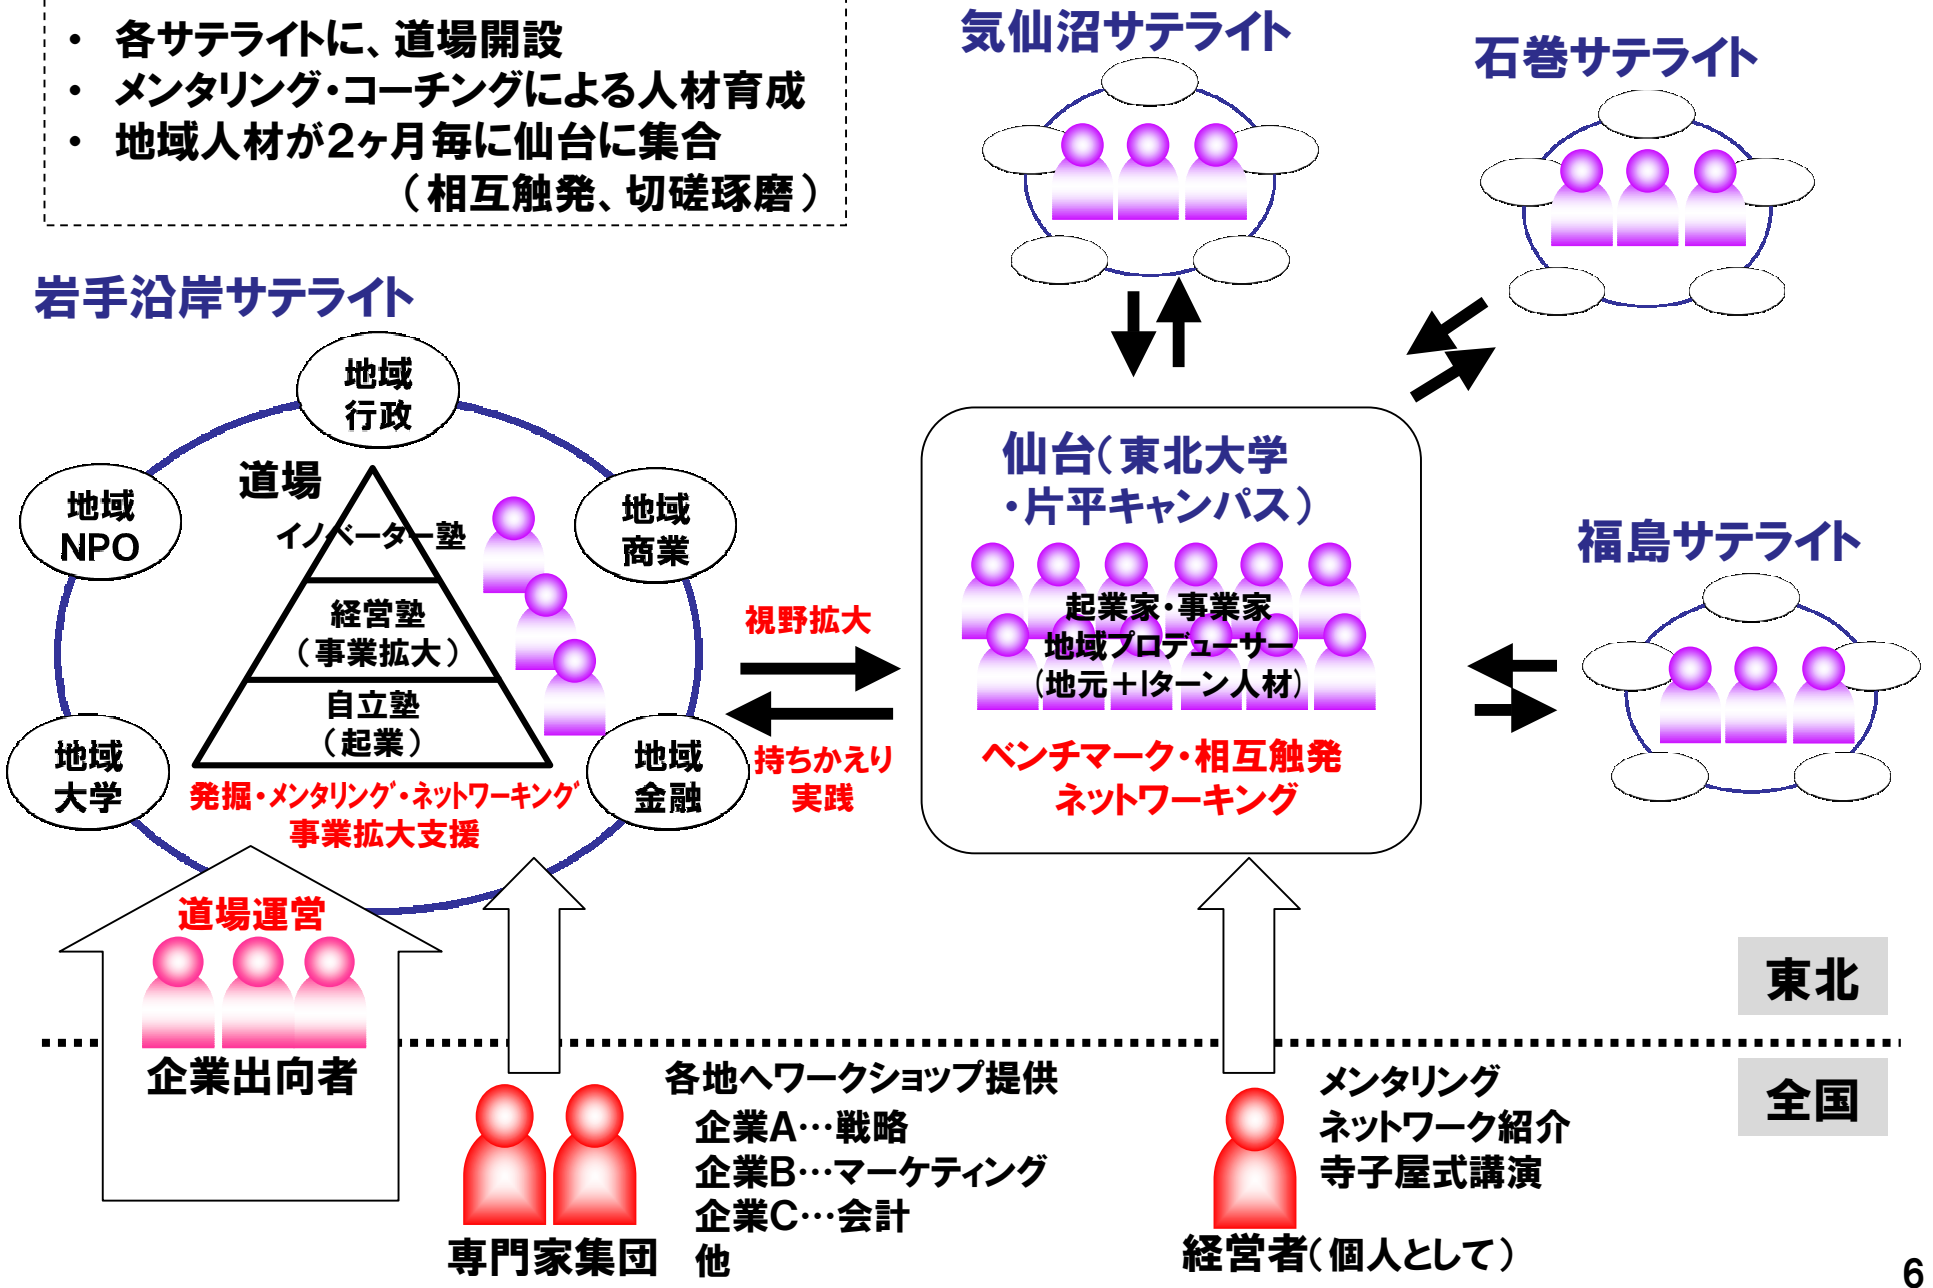 ・ 各サテライトに、道場開設
・ メンタリング・コーチングによる人材育成
・ 地域人材が2ヶ月毎に仙台に集合
（相互触発、切磋琢磨）
気仙沼サテライト
石巻サテライト
岩手沿岸サテライト
地域
行政
地域
NPO
道場
地域
商業
イノベーター塾
経営塾
（事業拡大）
自立塾
（起業）
地域
大学
地域
金融
発掘・メンタリング・ネットワーキング
事業拡大支援
視野拡大
持ちかえり
実践
仙台（東北大学
・片平キャンパス）
起業家・事業家
地域プロデューサー
(地元＋Iターン人材)
ベンチマーク・相互触発
ネットワーキング
福島サテライト
道場運営
企業出向者
東北
全国
専門家集団
各地へワークショップ提供
企業A…戦略
企業B…マーケティング
企業C…会計
他
メンタリング
ネットワーク紹介
寺子屋式講演
経営者（個人として）
6